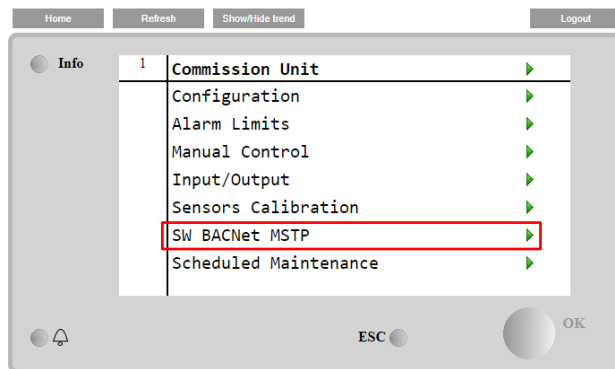 Home Refresh Show/Hide trend Logout
Info
1 Commission Unit
Configuration
Alarm Limits
Manual Control
Input/Output
Sensors Calibration
SW BACNet MSTP
Scheduled Maintenance
ESC OK